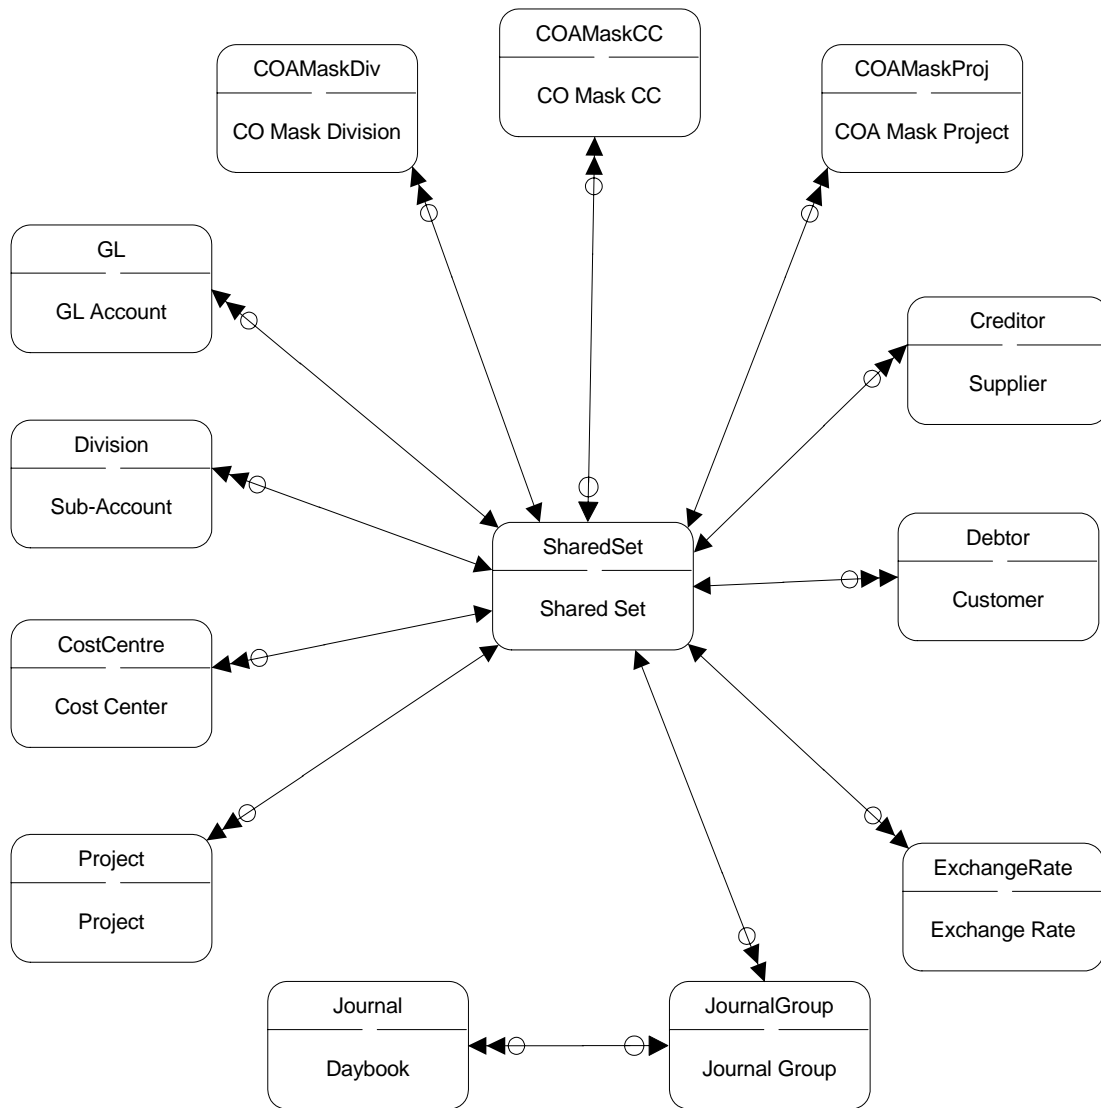 COAMaskCC
CO Mask CC
COAMaskDiv
CO Mask Division
COAMaskProj
COA Mask Project
GL
GL Account
Creditor
Supplier
Division
Sub-Account
SharedSet
Shared Set
Debtor
Customer
CostCentre
Cost Center
Project
Project
ExchangeRate
Exchange Rate
Journal
Daybook
JournalGroup
Journal Group